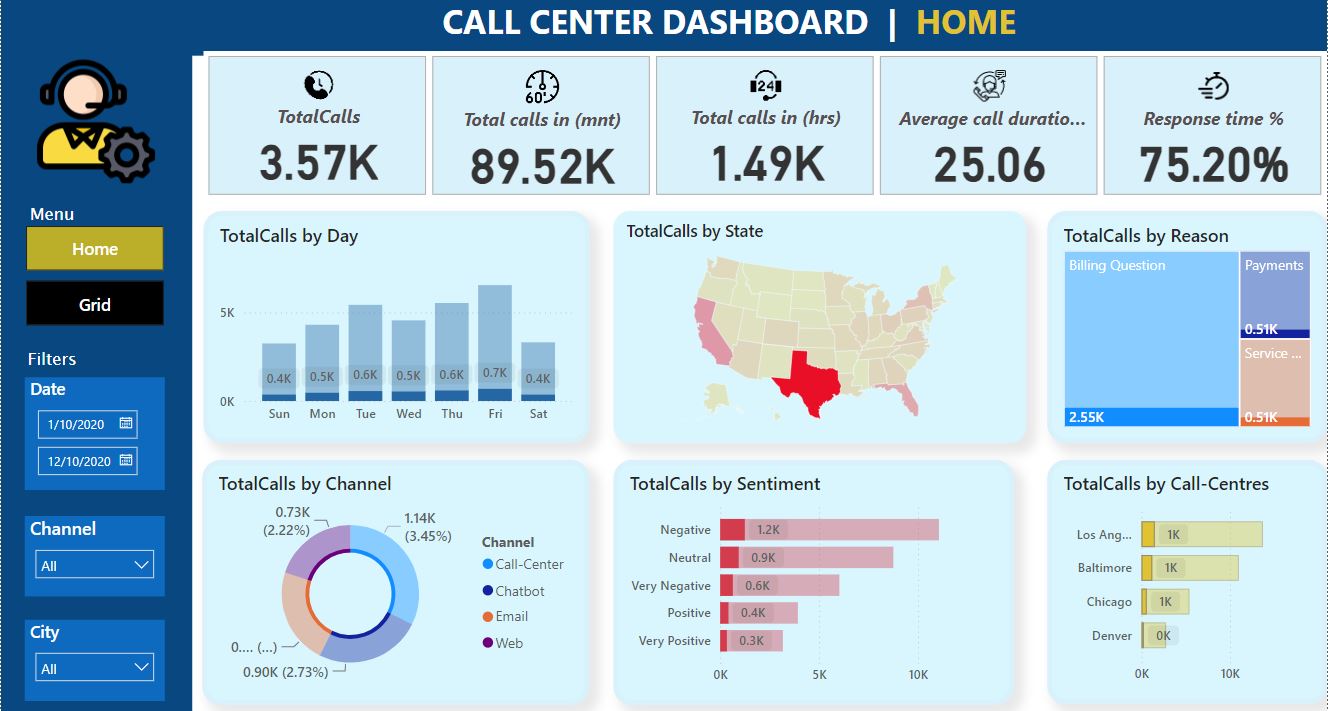 CALL CENTER DASHBOARD | HOME
TotalCalls
3.57K
60'
Total calls in (mnt)
89.52K
24
Total calls in (hrs)
1.49K
Average call duratio...
25.06
Response time %
75.20%
Menu
Home
Grid
Filters
Date
1/10/2020
12/10/2020
Channel
All
City
All
TotalCalls by Day
5K
0K
0.4K
0.5K
0.6K
0.5K
0.6K
0.7K
0.4K
Sun
Mon
Tue
Wed
Thu
Fri
Sat
TotalCalls by State
TotalCalls by Reason
Billing Question
2.55K
Payments
0.51K
Service ...
0.51K
TotalCalls by Channel
0.73K
(2.22%)
1.14K
(3.45%)
0.... (...)
0.90K (2.73%)
Channel
Call-Center
Chatbot
Email
Web
TotalCalls by Sentiment
Negative 1.2K
Neutral 0.9K
Very Negative 0.6K
Positive 0.4K
Very Positive 0.3K
0K 5K 10K
TotalCalls by Call-Centres
Los Ang... 1K
Baltimore 1K
Chicago 1K
Denver 0K
0K 10K